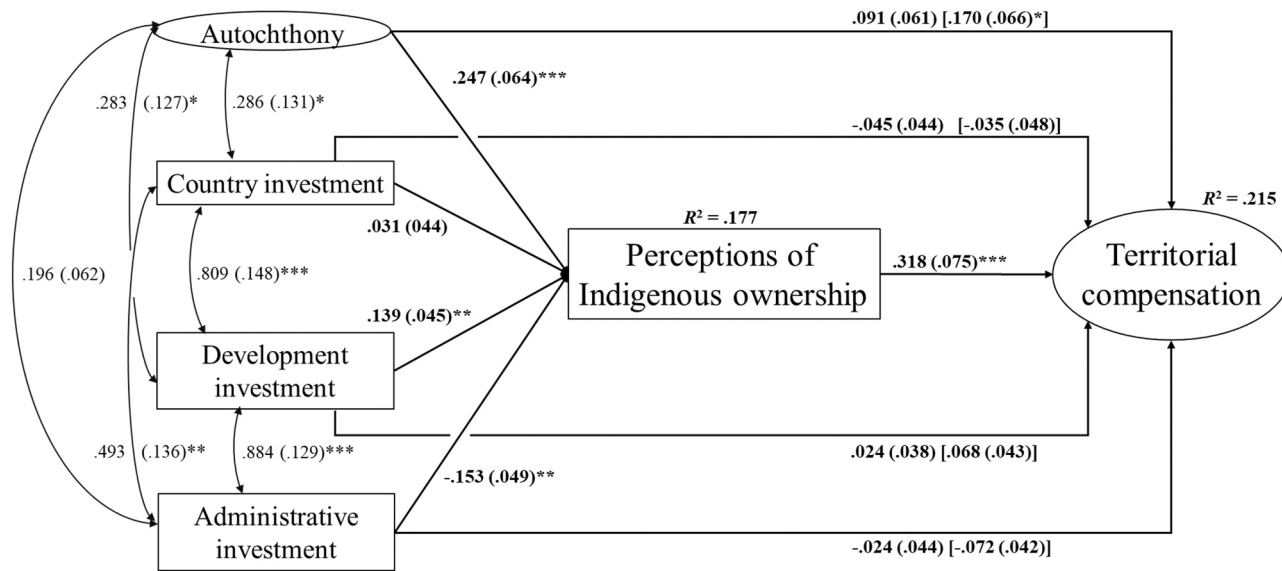 Autochthony
.091 (.061) [.170 (.066)*]
.247 (.064)***
.283 (.127)*
.286 (.131)*
-.045 (.044) [-.035 (.048)]
Country investment
.031 (044)
R² = .177
R² = .215
.196 (.062)
.809 (.148)***
Perceptions of
Indigenous ownership
.318 (.075)***
Territorial
compensation
.139 (.045)**
Development
investment
.493 (.136)**
.884 (.129)***
.024 (.038) [.068 (.043)]
-.153 (.049)**
Administrative
investment
-.024 (.044) [-.072 (.042)]